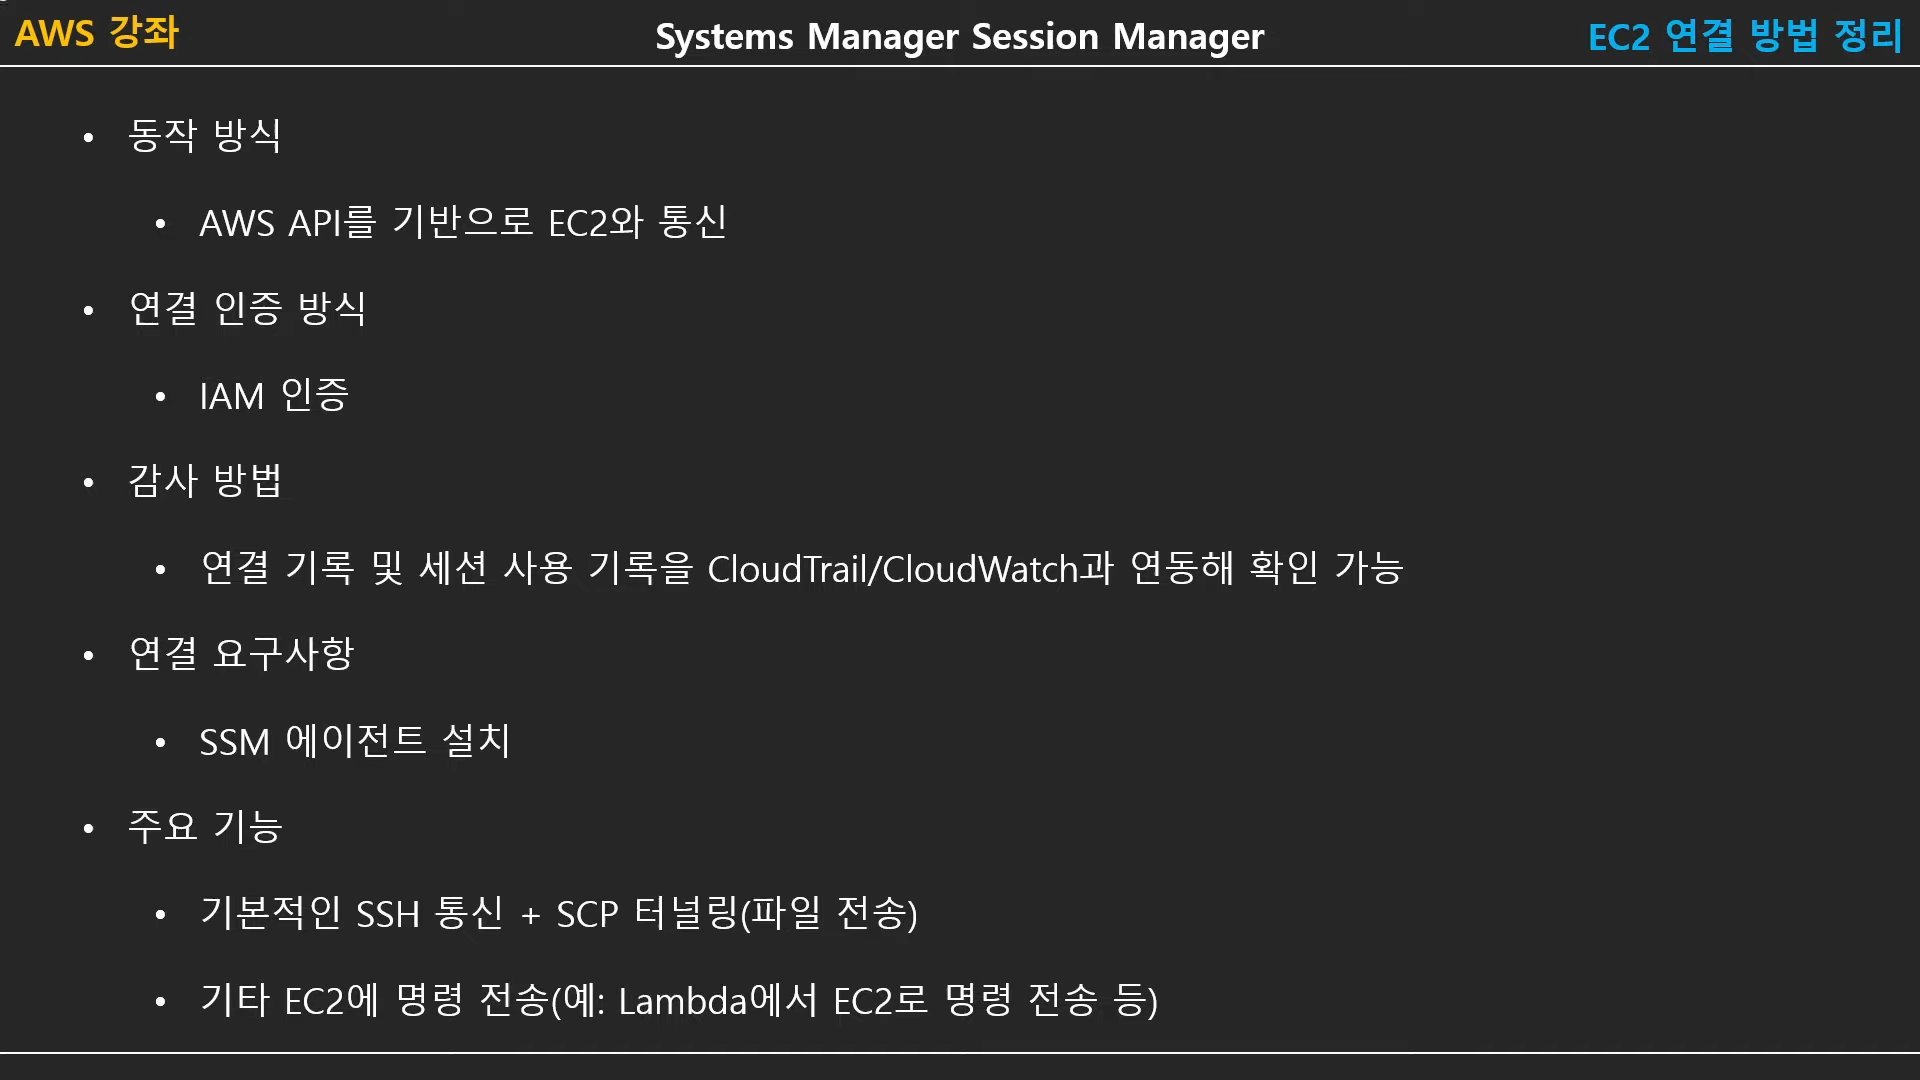 AWS 강좌
Systems Manager Session Manager
EC2 연결 방법 정리
• 동작 방식
• AWS API를 기반으로 EC2와 통신
• 연결 인증 방식
• IAM 인증
• 감사 방법
• 연결 기록 및 세션 사용 기록을 CloudTrail/CloudWatch과 연동해 확인 가능
• 연결 요구사항
• SSM 에이전트 설치
• 주요 기능
• 기본적인 SSH 통신 + SCP 터널링(파일 전송)
• 기타 EC2에 명령 전송(예: Lambda에서 EC2로 명령 전송 등)